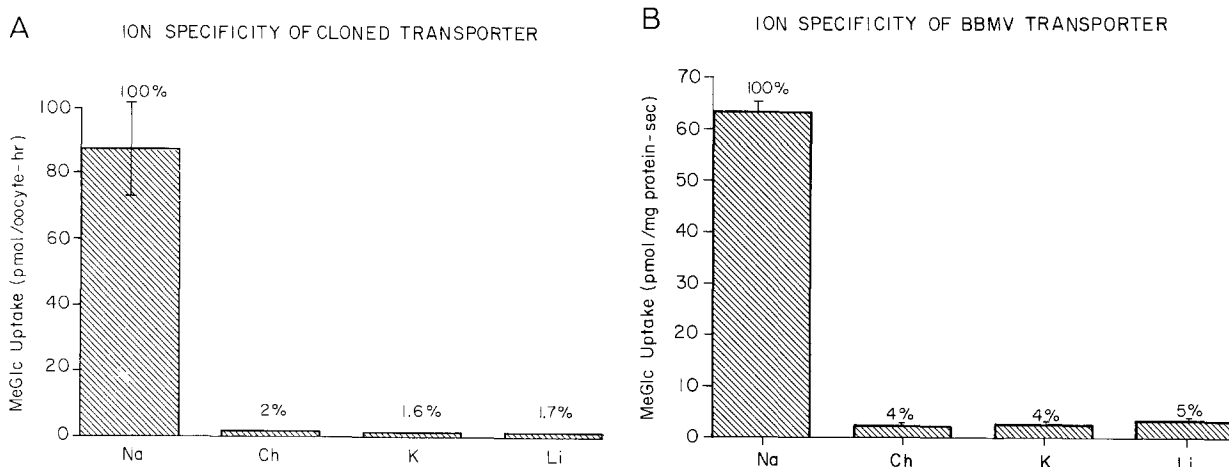 A
ION SPECIFICITY OF CLONED TRANSPORTER
MeGlc Uptake (pmol/oocyte-hr)
100
80
60
40
20
0
100%
2%
1.6%
1.7%
Na
Ch
K
Li
B
ION SPECIFICITY OF BBMV TRANSPORTER
MeGlc Uptake (pmol/mg protein-sec)
70
60
50
40
30
20
10
0
100%
4%
4%
5%
Na
Ch
K
Li